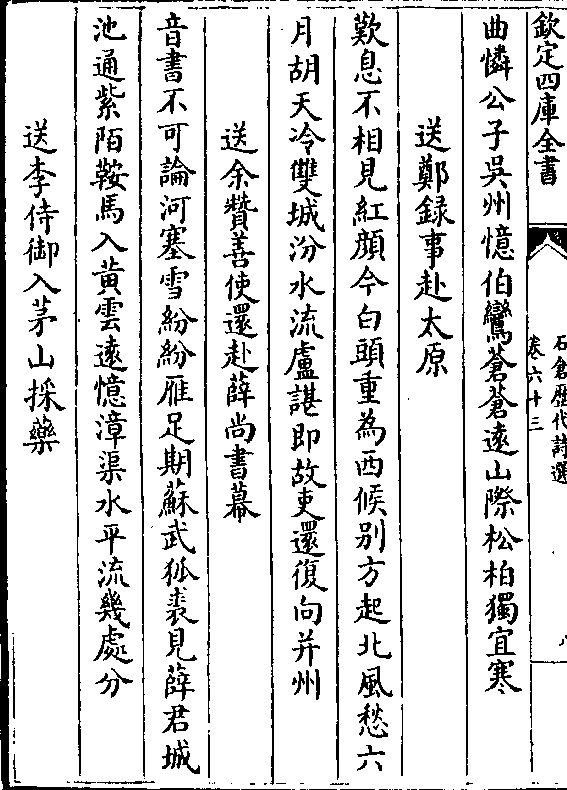 欽定四庫全書
石倉歷代詩選
卷六十三
八
曲憐公子吳州憶伯鸞蒼蒼遠山際松柏獨宜寒
送鄭録事赴太原
歎息不相見紅顔今白頭重為西候别方起北風愁六
月胡天冷雙城汾水流盧諶即故吏還復向并州
送余贊善使還赴薛尚書幕
音書不可論河塞雪紛紛雁足期蘇武狐裘見薛君城
池通紫陌鞍馬入黄雲遠憶漳渠水平流幾處分
送李侍御入茅山採藥